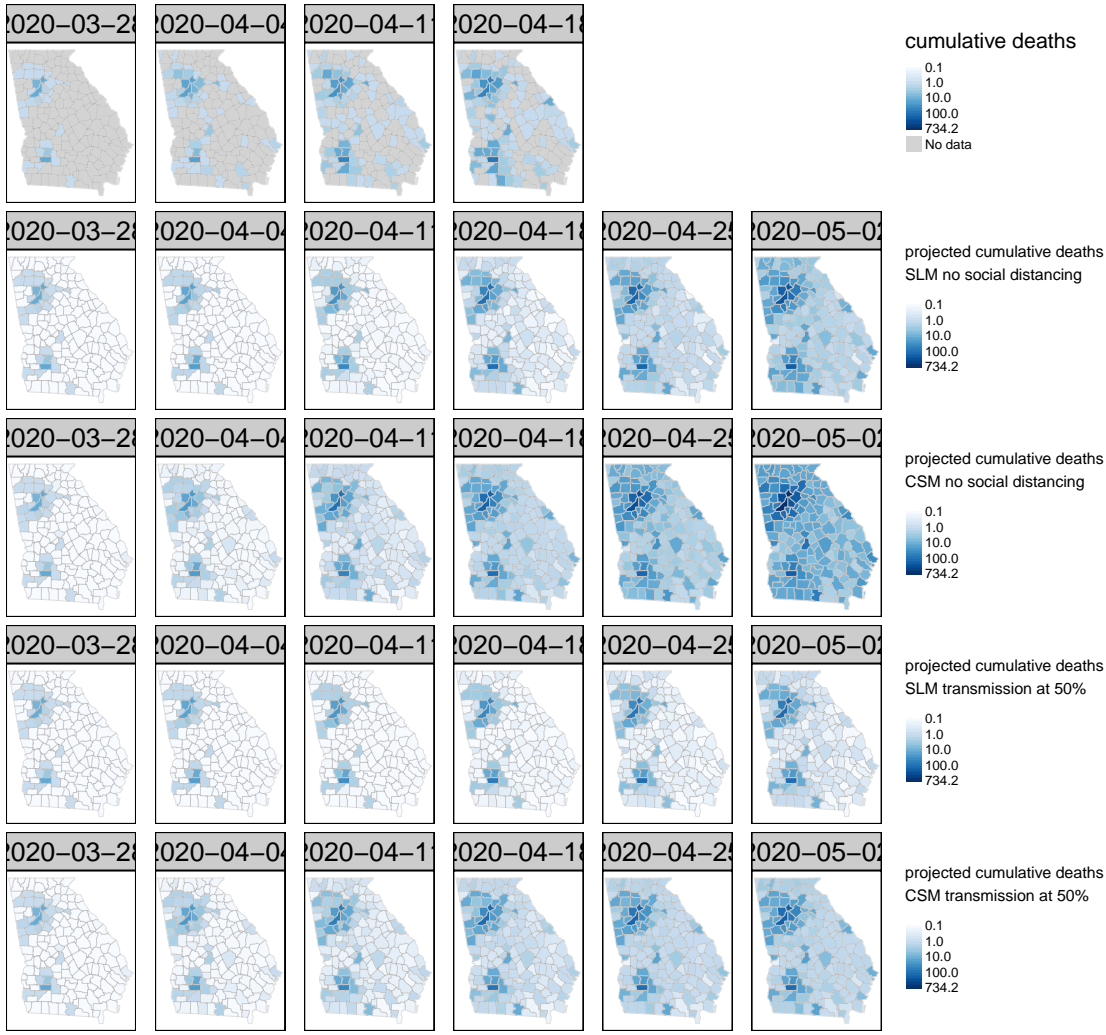 2020−03−28 2020−04−04 2020−04−11 2020−04−18
cumulative deaths
0.1
1.0
10.0
100.0
734.2
No data
2020−03−28 2020−04−04 2020−04−11 2020−04−18 2020−04−25 2020−05−02
projected cumulative deaths
SLM no social distancing
0.1
1.0
10.0
100.0
734.2
2020−03−28 2020−04−04 2020−04−11 2020−04−18 2020−04−25 2020−05−02
projected cumulative deaths
CSM no social distancing
0.1
1.0
10.0
100.0
734.2
2020−03−28 2020−04−04 2020−04−11 2020−04−18 2020−04−25 2020−05−02
projected cumulative deaths
SLM transmission at 50%
0.1
1.0
10.0
100.0
734.2
2020−03−28 2020−04−04 2020−04−11 2020−04−18 2020−04−25 2020−05−02
projected cumulative deaths
CSM transmission at 50%
0.1
1.0
10.0
100.0
734.2